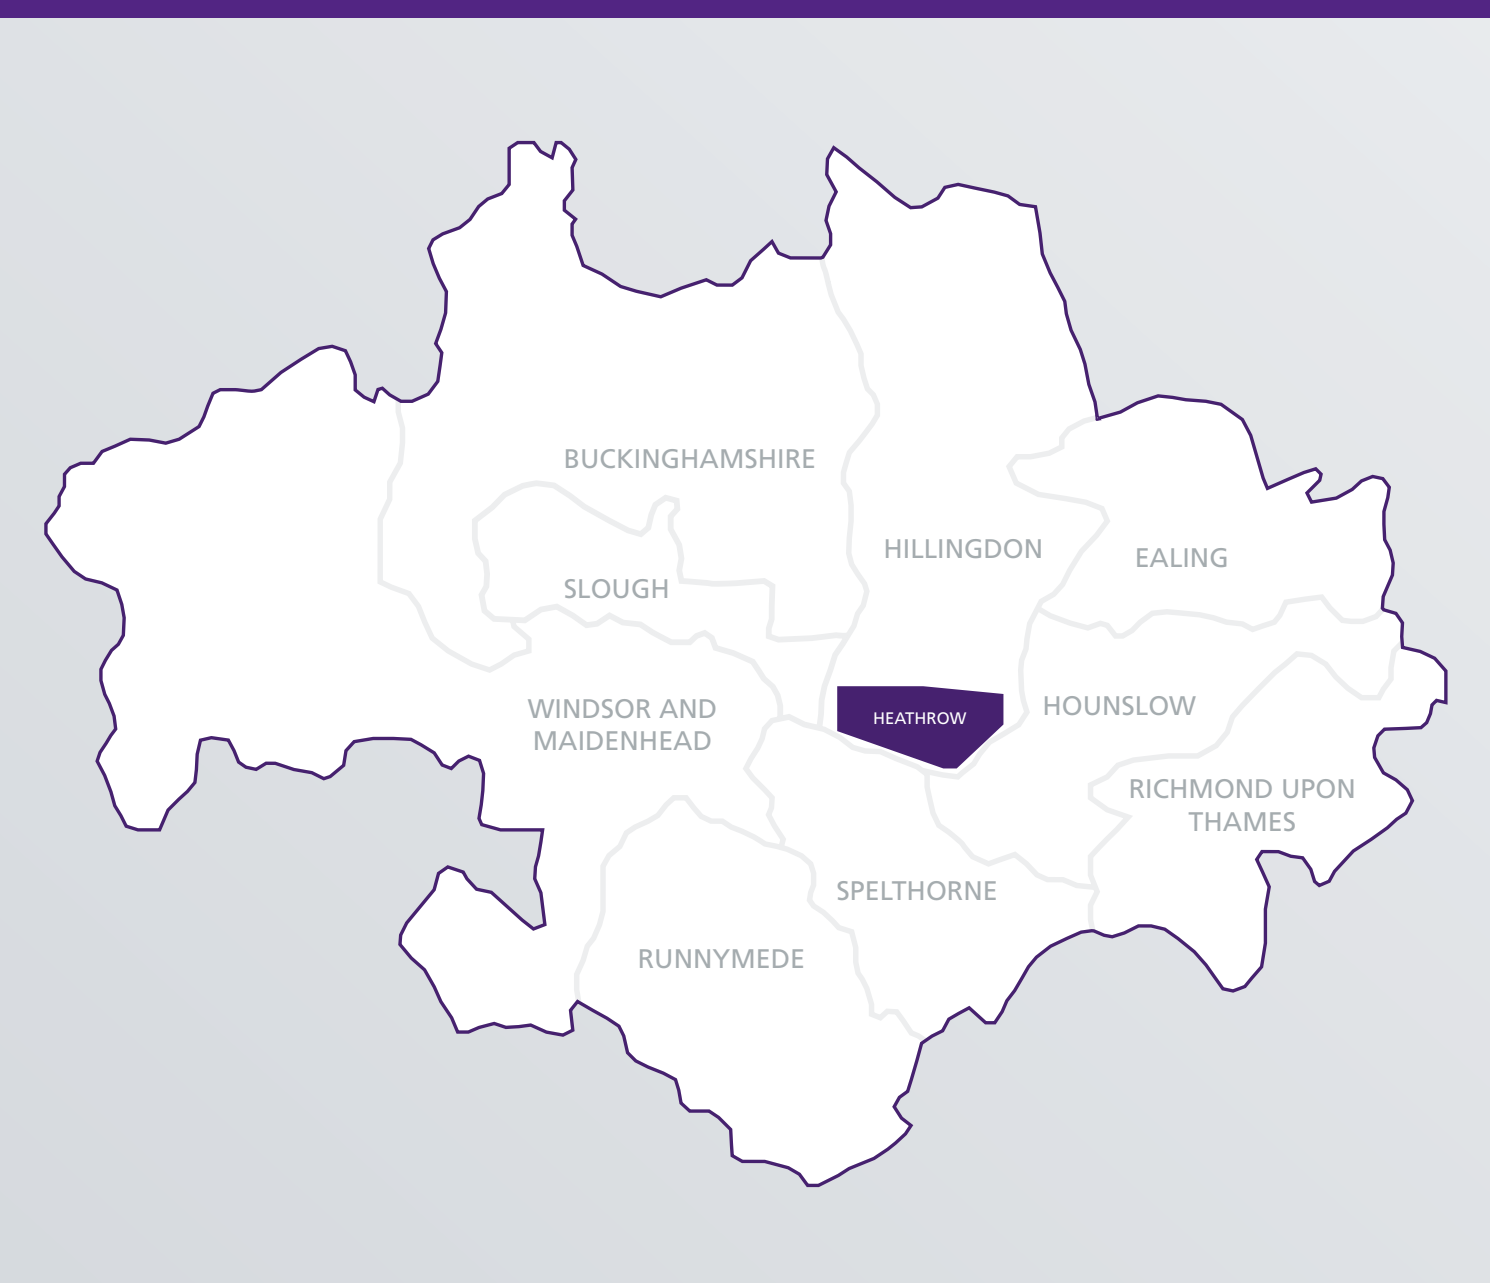 BUCKINGHAMSHIRE
HILLINGDON
EALING
SLOUGH
WINDSOR AND
MAIDENHEAD
HEATHROW
HOUNSLOW
RICHMOND UPON
THAMES
SPELTHORNE
RUNNYMEDE